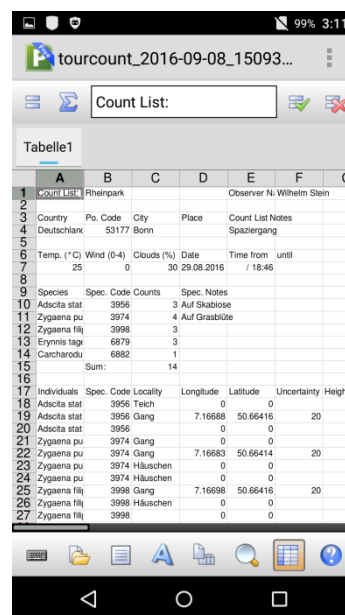 99% 3:11
Free
tourcount_2016-09-08_15093...
Count List:
Tabelle1
A B C D E F
1 Count List: Rheinpark Observer Na Wilhelm Stein
2
3 Country Po. Code City Place Count List Notes
4 Deutschland 53177 Bonn Spaziergang
5
6 Temp. (°C) Wind (0-4) Clouds (%) Date Time from until
7 25 0 30 29.08.2016 / 18:46
8
9 Species Spec. Code Counts Spec. Notes
10 Adscita stat 3956 3 Auf Skabiose
11 Zygaena pu 3974 4 Auf Grasblüte
12 Zygaena filip 3998 3
13 Erynnis tage 6879 3
14 Carcharodu 6882 1
15 Sum: 14
16
17 Individuals Spec. Code Locality Longitude Latitude Uncertainty Heigh
18 Adscita stat 3956 Teich 0 0
19 Adscita stat 3956 Gang 7.16688 50.66416 20
20 Adscita stat 3956 0 0
21 Zygaena pu 3974 Gang 0 0
22 Zygaena pu 3974 Gang 7.16683 50.66414 20
23 Zygaena pu 3974 Häuschen 0 0
24 Zygaena pu 3974 Häuschen 0 0
25 Zygaena filip 3998 Gang 7.16698 50.66416 20
26 Zygaena filip 3998 Häuschen 0 0
27 Zygaena filip 3998 0 0